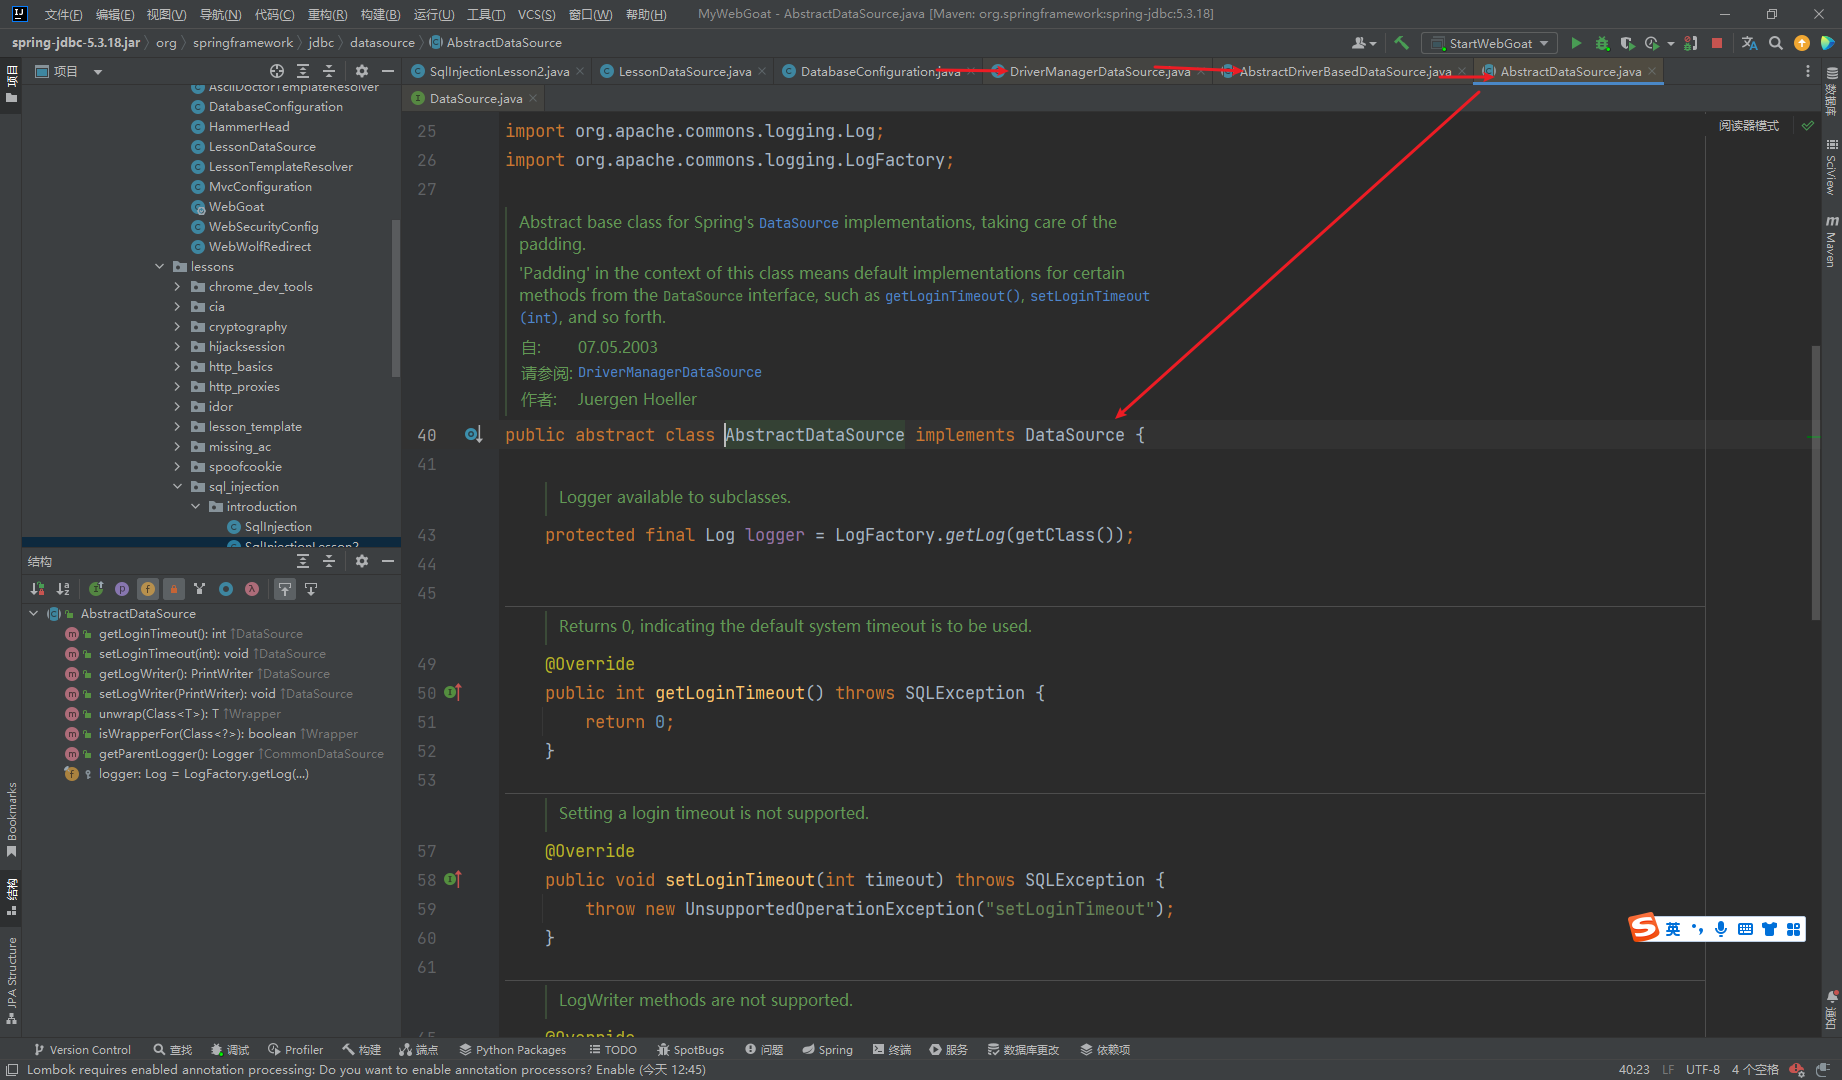 文件(F) 编辑(E) 视图(V) 导航(N) 代码(C) 重构(R) 构建(B) 运行(U) 工具(T) VCS(S) 窗口(W) 帮助(H) MyWebGoat - AbstractDataSource.java [Maven: org.springframework:spring-jdbc:5.3.18]
spring-jdbc-5.3.18.jar org springframework jdbc datasource AbstractDataSource StartWebGoat
项目
SqlInjectionLesson2.java LessonDataSource.java DatabaseConfiguration.java DriverManagerDataSource.java AbstractDriverBasedDataSource.java AbstractDataSource.java
DataSource.java
AsciiDoctorTemplateResolver
DatabaseConfiguration
HammerHead
LessonDataSource
LessonTemplateResolver
MvcConfiguration
WebGoat
WebSecurityConfig
WebWolfRedirect
lessons
chrome_dev_tools
cia
cryptography
hijacksession
http_basics
http_proxies
idor
lesson_template
missing_ac
spoofcookie
sql_injection
introduction
SqlInjection
SqlInjectionLesson2
结构
AbstractDataSource
getLoginTimeout(): int ↑DataSource
setLoginTimeout(int): void ↑DataSource
getLogWriter(): PrintWriter ↑DataSource
setLogWriter(PrintWriter): void ↑DataSource
unwrap(Class<T>): T ↑Wrapper
isWrapperFor(Class<?>): boolean ↑Wrapper
getParentLogger(): Logger ↑CommonDataSource
logger: Log = LogFactory.getLog(...)
阅读器模式
25 import org.apache.commons.logging.Log;
26 import org.apache.commons.logging.LogFactory;
27
Abstract base class for Spring's DataSource implementations, taking care of the
padding.
'Padding' in the context of this class means default implementations for certain
methods from the DataSource interface, such as getLoginTimeout(), setLoginTimeout
(int), and so forth.
自: 07.05.2003
请参阅: DriverManagerDataSource
作者: Juergen Hoeller
40 public abstract class AbstractDataSource implements DataSource {
41
Logger available to subclasses.
43 protected final Log logger = LogFactory.getLog(getClass());
44
45
Returns 0, indicating the default system timeout is to be used.
49 @Override
50 public int getLoginTimeout() throws SQLException {
51 return 0;
52 }
53
Setting a login timeout is not supported.
57 @Override
58 public void setLoginTimeout(int timeout) throws SQLException {
59 throw new UnsupportedOperationException("setLoginTimeout");
60 }
61
LogWriter methods are not supported.
65 @Override
项目
Bookmarks
结构
JPA Structure
数据库
SciView
Maven
通知
英
Version Control 查找 调试 Profiler 构建 端点 Python Packages TODO SpotBugs 问题 Spring 终端 服务 数据库更改 依赖项
Lombok requires enabled annotation processing: Do you want to enable annotation processors? Enable (今天 12:45) 40:23 LF UTF-8 4 个空格